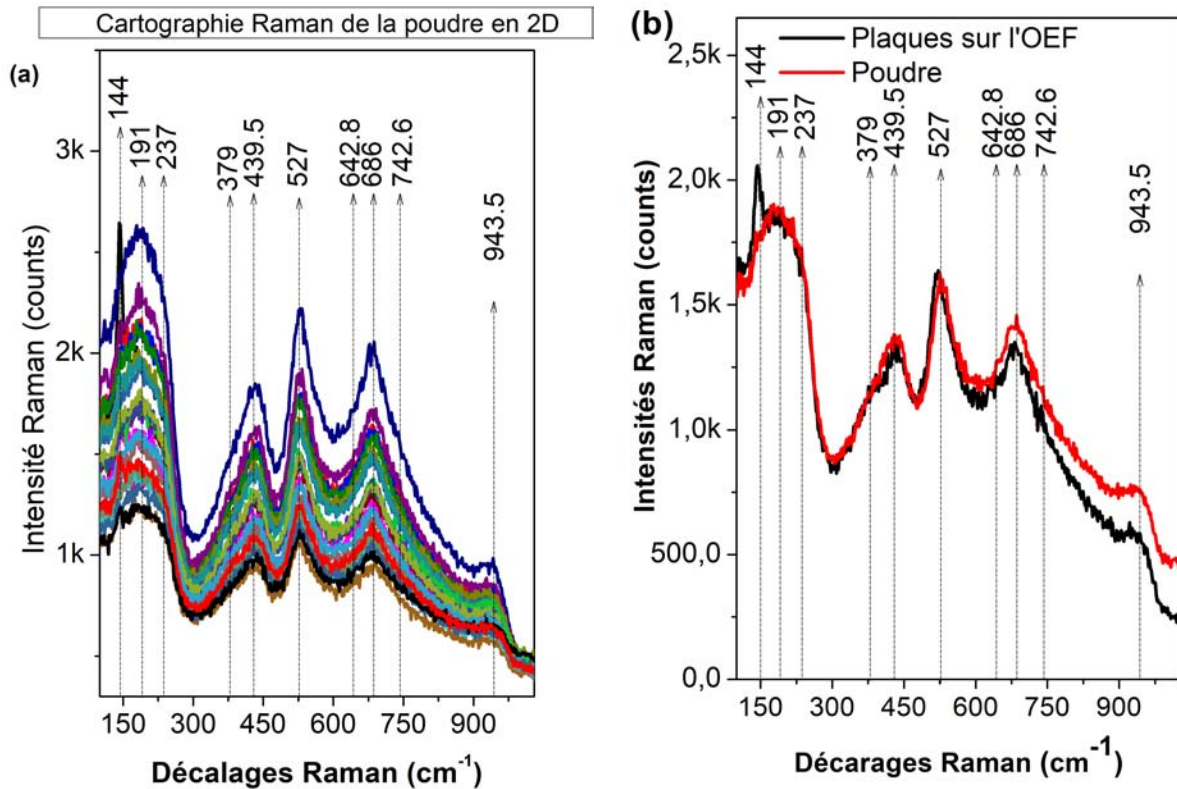 Cartographie Raman de la poudre en 2D
(a)
144
191
237
379
439.5
527
642.8
686
742.6
943.5
3k
2k
1k
Intensité Raman (counts)
150 300 450 600 750 900
Décalages Raman (cm-1)
(b)
Plaques sur l'OEF
Poudre
144
191
237
379
439.5
527
642.8
686
742.6
943.5
2,5k
2,0k
1,5k
1,0k
500,0
0,0
Intensités Raman (counts)
150 300 450 600 750 900
Décarages Raman (cm-1)